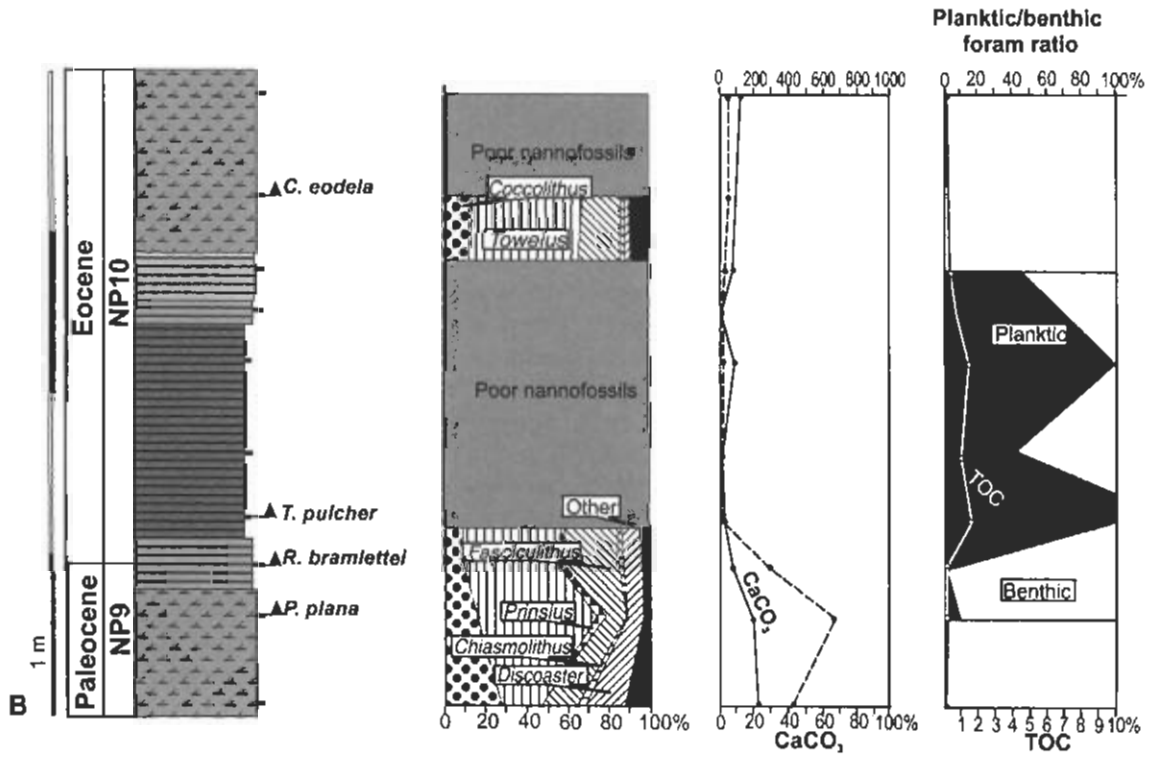 Planktic/benthic
foram ratio
0 200 400 600 800 1000
0 20 40 60 80 100%
Eocene
NP10
Paleocene
NP9
1 m
B
C. eodela
T. pulcher
R. bramlettei
P. plana
Poor nannofossils
Coccolithus
Toweius
Poor nannofossils
Other
Fasciculithus
Prinsius
Chiasmolithus
Discoaster
0 20 40 60 80 100%
CaCO₃
0 20 40 60 80 100%
CaCO₃
Planktic
TOC
Benthic
1 2 3 4 5 6 7 8 9 10%
TOC